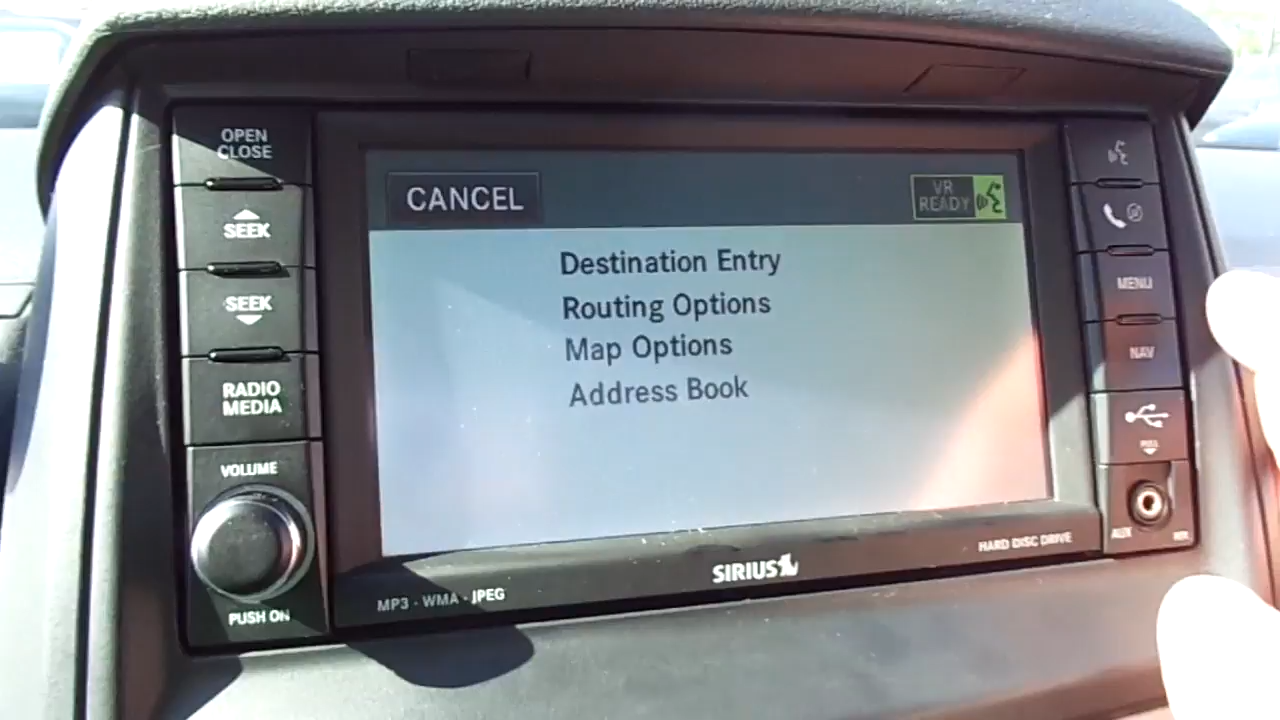 OPEN
CLOSE
SEEK
SEEK
RADIO
MEDIA
VOLUME
PUSH ON
CANCEL
VR
READY
Destination Entry
Routing Options
Map Options
Address Book
MP3 · WMA · JPEG
SIRIUS
HARD DISC DRIVE
MENU
NAV
PULL
AUX